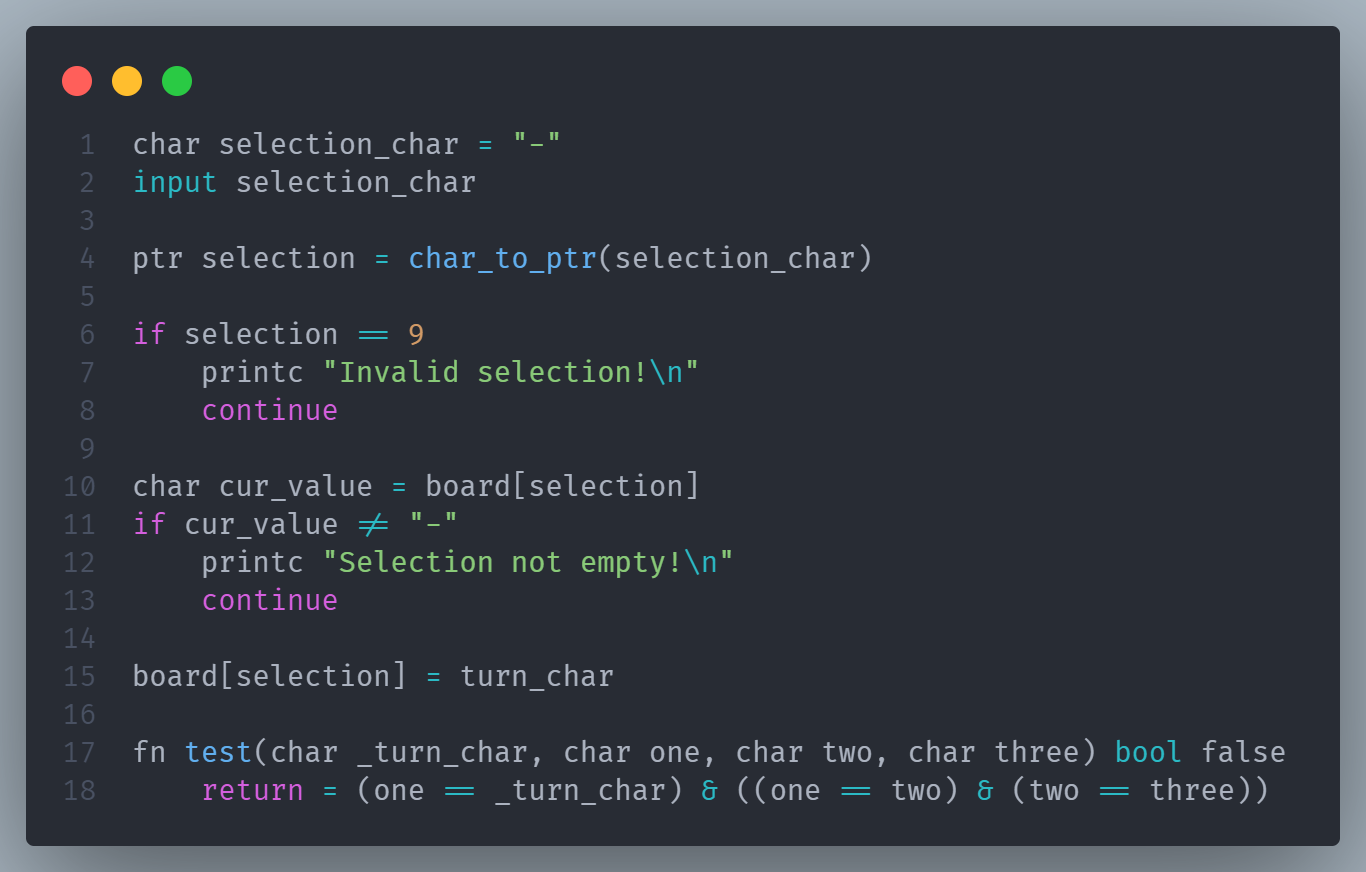 1 char selection_char = "-"
2 input selection_char
3
4 ptr selection = char_to_ptr(selection_char)
5
6 if selection == 9
7     printc "Invalid selection!\n"
8     continue
9
10 char cur_value = board[selection]
11 if cur_value != "-"
12     printc "Selection not empty!\n"
13     continue
14
15 board[selection] = turn_char
16
17 fn test(char _turn_char, char one, char two, char three) bool false
18     return = (one == _turn_char) & ((one == two) & (two == three))